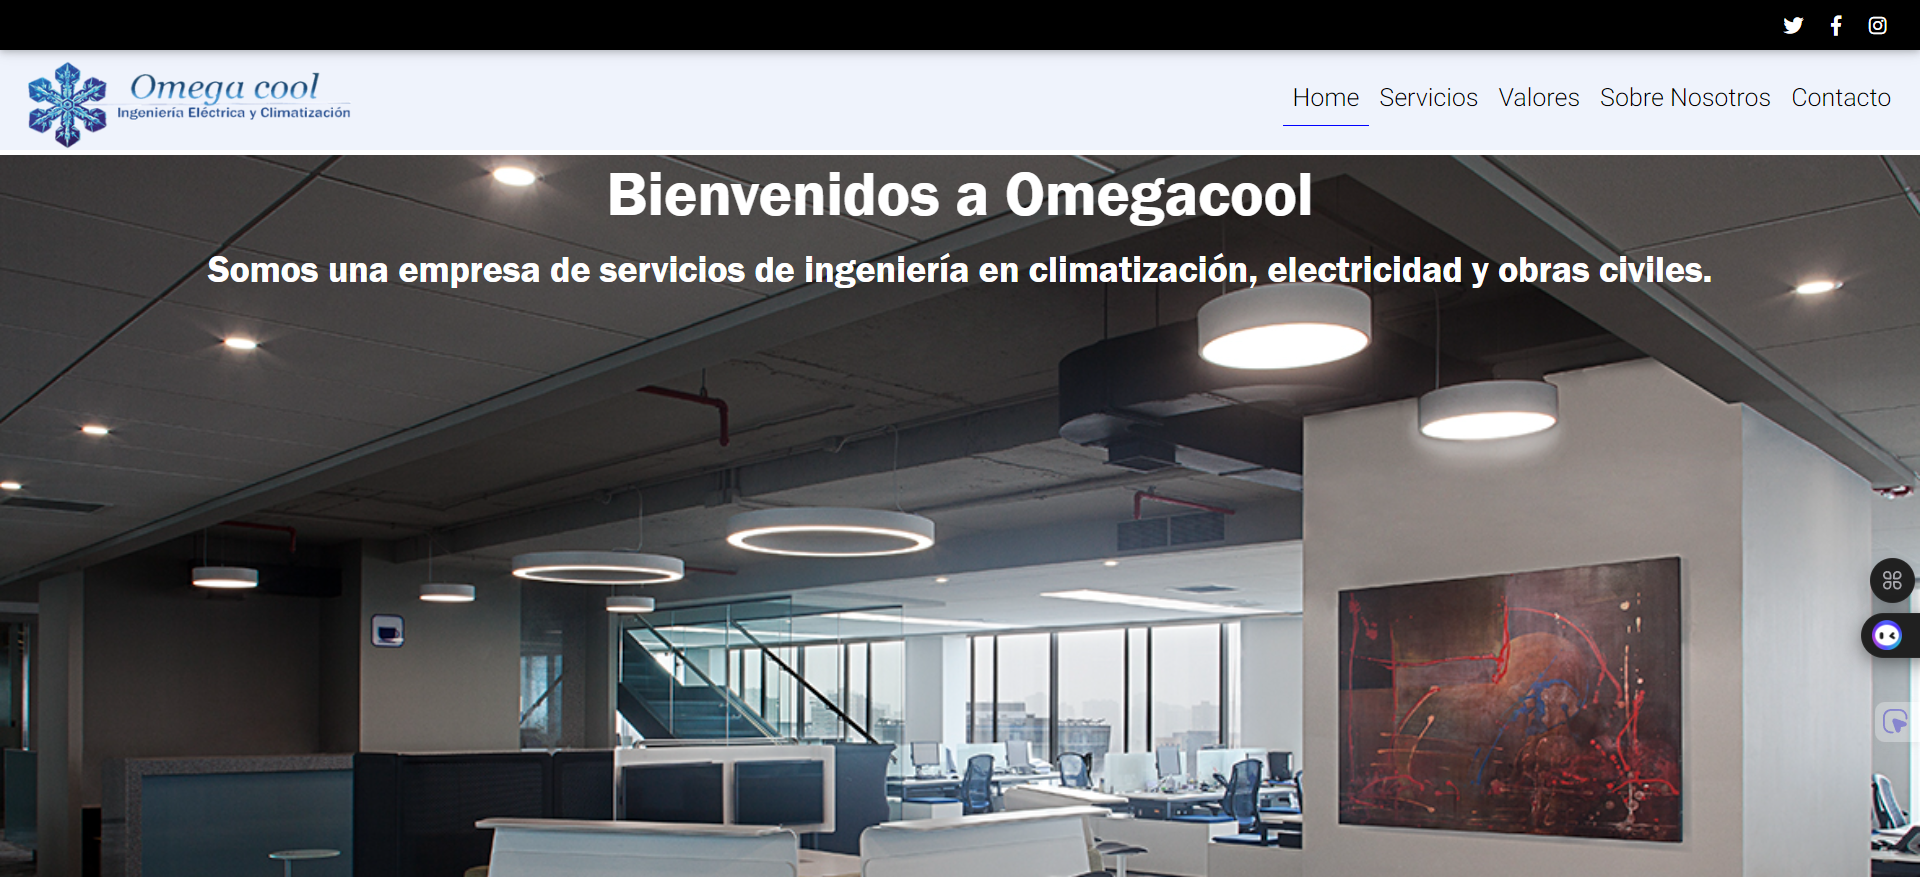 Omega cool
Ingeniería Eléctrica y Climatización
Home Servicios Valores Sobre Nosotros Contacto
Bienvenidos a Omegacool
Somos una empresa de servicios de ingeniería en climatización, electricidad y obras civiles.